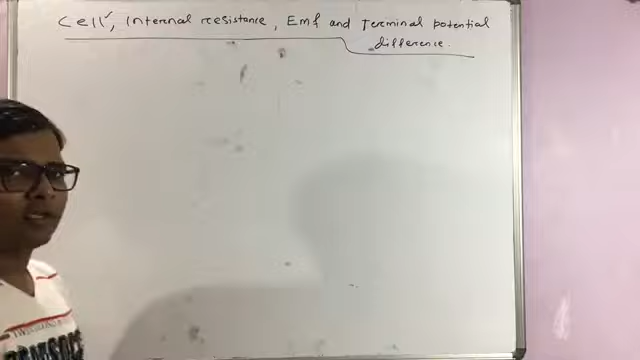 Cell, Internal resistance, Emf and Terminal potential
difference.